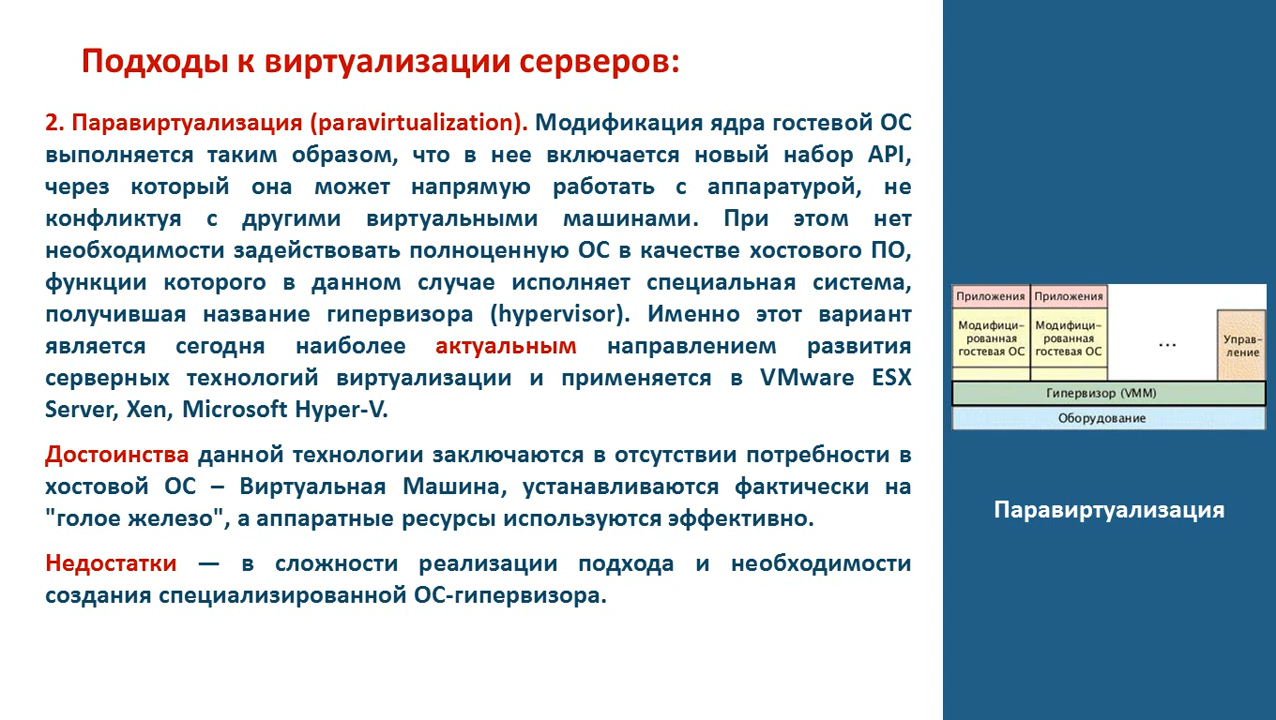 Подходы к виртуализации серверов:
2. Паравиртуализация (paravirtualization). Модификация ядра гостевой ОС
выполняется таким образом, что в нее включается новый набор API,
через который она может напрямую работать с аппаратурой, не
конфликтуя с другими виртуальными машинами. При этом нет
необходимости задействовать полноценную ОС в качестве хостового ПО,
функции которого в данном случае исполняет специальная система,
получившая название гипервизора (hypervisor). Именно этот вариант
является сегодня наиболее актуальным направлением развития
серверных технологий виртуализации и применяется в VMware ESX
Server, Xen, Microsoft Hyper-V.
Достоинства данной технологии заключаются в отсутствии потребности в
хостовой ОС – Виртуальная Машина, устанавливаются фактически на
"голое железо", а аппаратные ресурсы используются эффективно.
Недостатки — в сложности реализации подхода и необходимости
создания специализированной ОС-гипервизора.
Приложения Приложения
Модифици-
рованная
гостевая ОС
Модифици-
рованная
гостевая ОС
...
Управ-
ление
Гипервизор (VMM)
Оборудование
Паравиртуализация